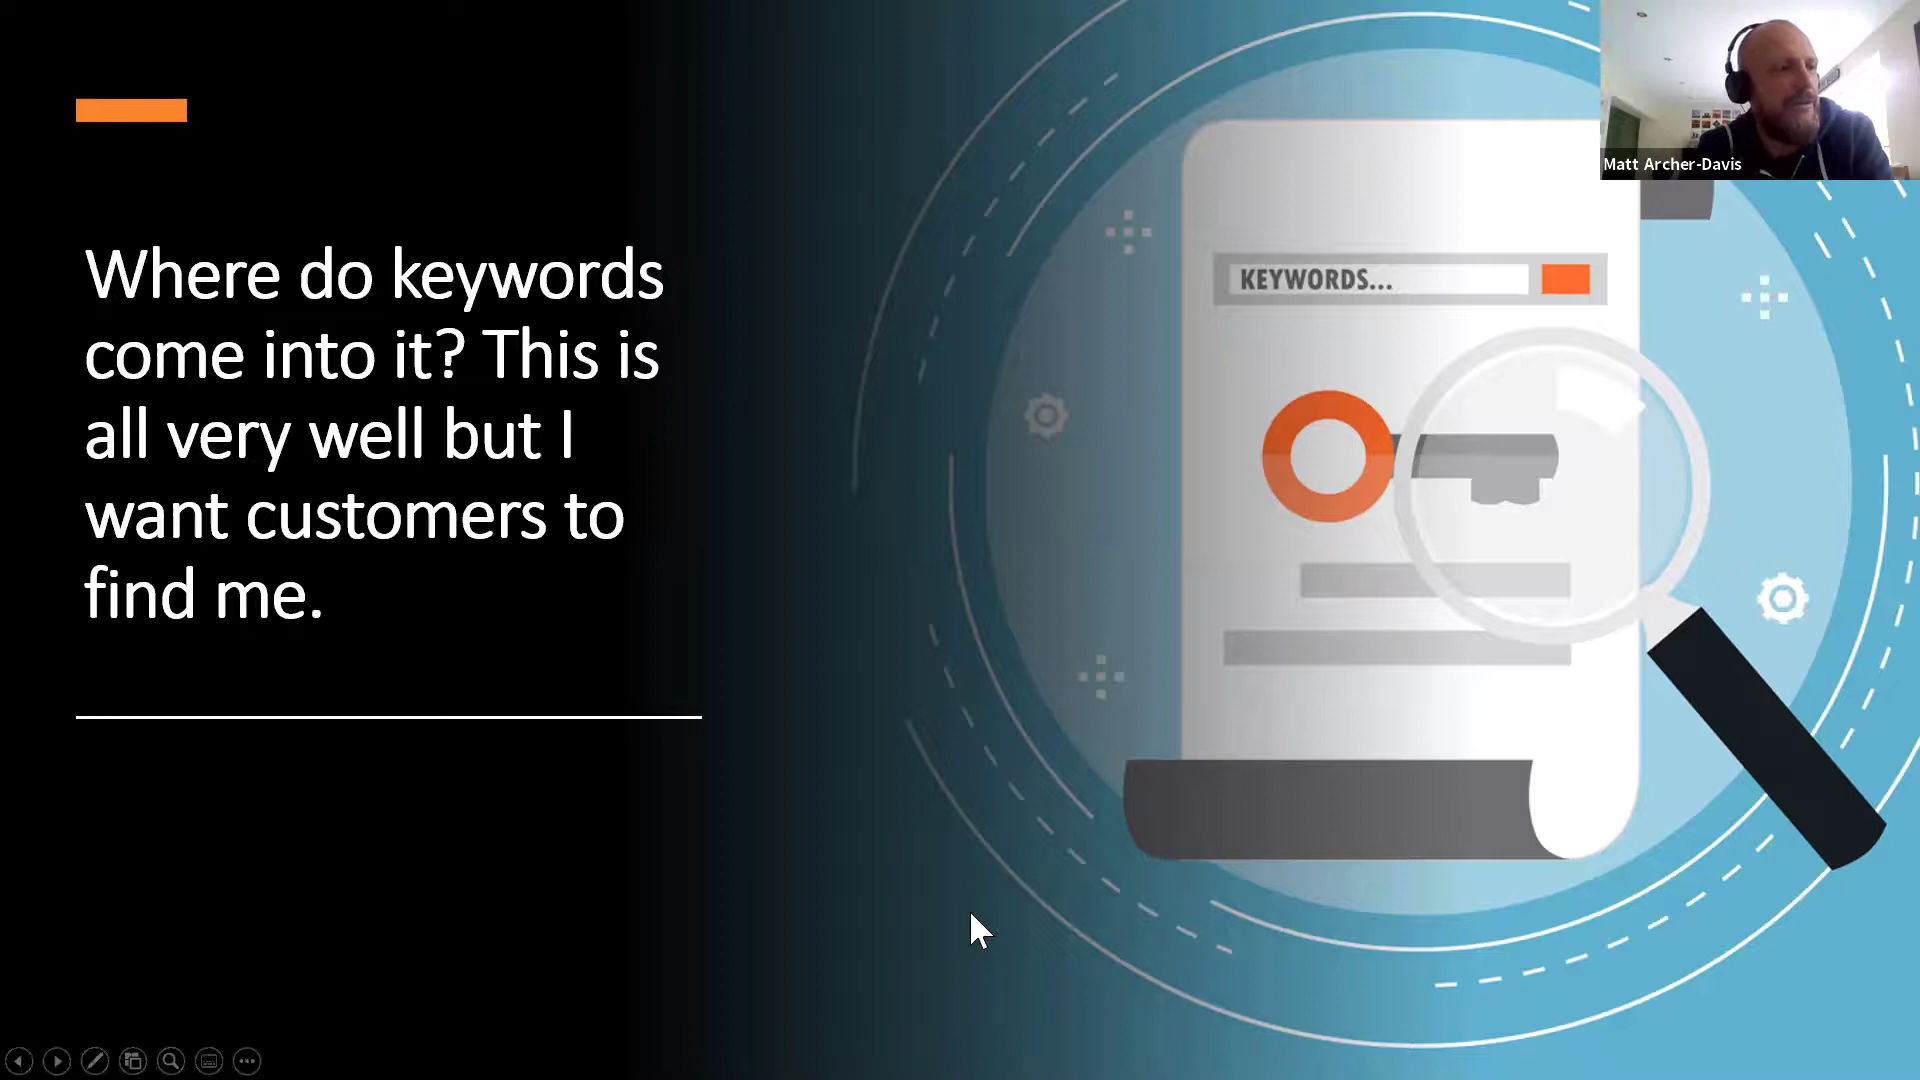 Where do keywords
come into it? This is
all very well but I
want customers to
find me.
KEYWORDS...
Matt Archer-Davis